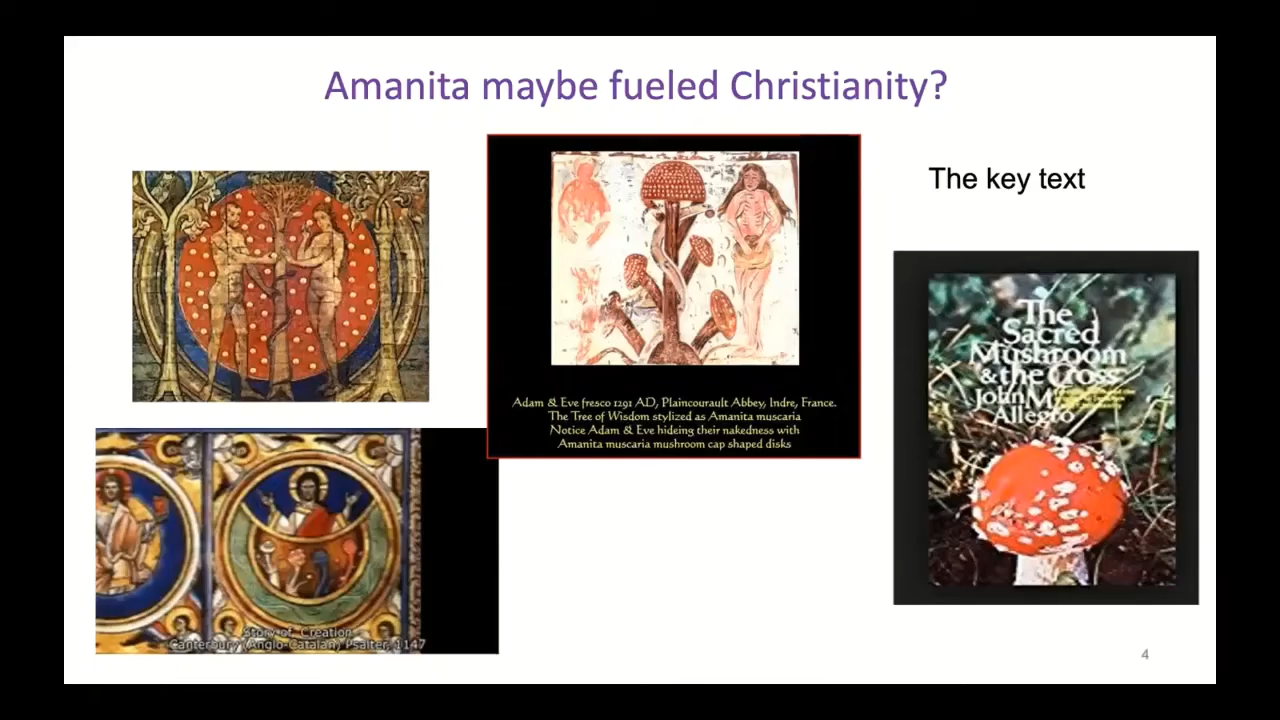 Amanita maybe fueled Christianity?
The key text
Adam & Eve fresco 1291 AD, Plaincourault Abbey, Indre, France.
The Tree of Wisdom stylized as Amanita muscaria
Notice Adam & Eve hideing their nakedness with
Amanita muscaria mushroom cap shaped disks
The
Sacred
Mushroom
& the Cross
John M.
Allegro
Story of Creation
Canterbury (Anglo-Catalan) Psalter, 1147
4